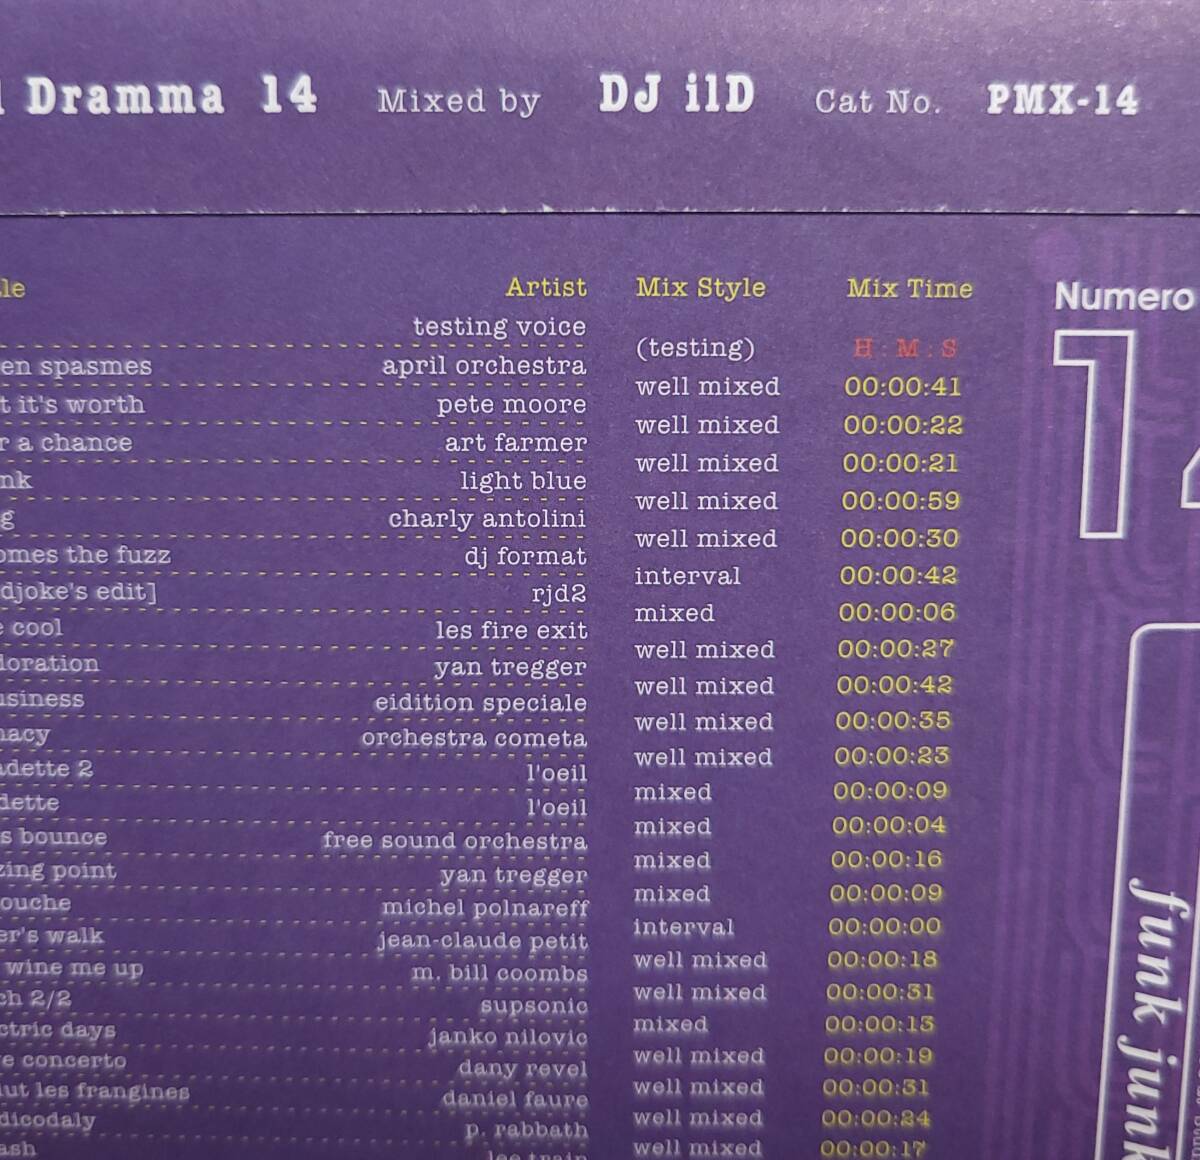 Dramma 14 Mixed by DJ ilD Cat No. PMX-14
Artist Mix Style Mix Time
Numero
testing voice
(testing) H : M : S
en spasmes april orchestra
well mixed 00:00:41
t it's worth pete moore
well mixed 00:00:22
r a chance art farmer
well mixed 00:00:21
nk light blue
well mixed 00:00:59
g charly antolini
well mixed 00:00:30
omes the fuzz dj format
interval 00:00:42
djoke's edit] rjd2
mixed 00:00:06
e cool les fire exit
well mixed 00:00:27
loration yan tregger
well mixed 00:00:42
usiness eidition speciale
well mixed 00:00:35
nacy orchestra cometa
well mixed 00:00:23
adette 2 l'oeil
mixed 00:00:09
dette l'oeil
mixed 00:00:04
s bounce free sound orchestra
mixed 00:00:16
zing point yan tregger
mixed 00:00:09
ouche michel polnareff
interval 00:00:00
er's walk jean-claude petit
well mixed 00:00:18
wine me up m. bill coombs
well mixed 00:00:31
ch 2/2 supsonic
mixed 00:00:13
ctric days janko nilovic
well mixed 00:00:19
e concerto dany revel
well mixed 00:00:31
lut les frangines daniel faure
well mixed 00:00:24
dicodaly p. rabbath
well mixed 00:00:17
ash lee train
14
funk junk